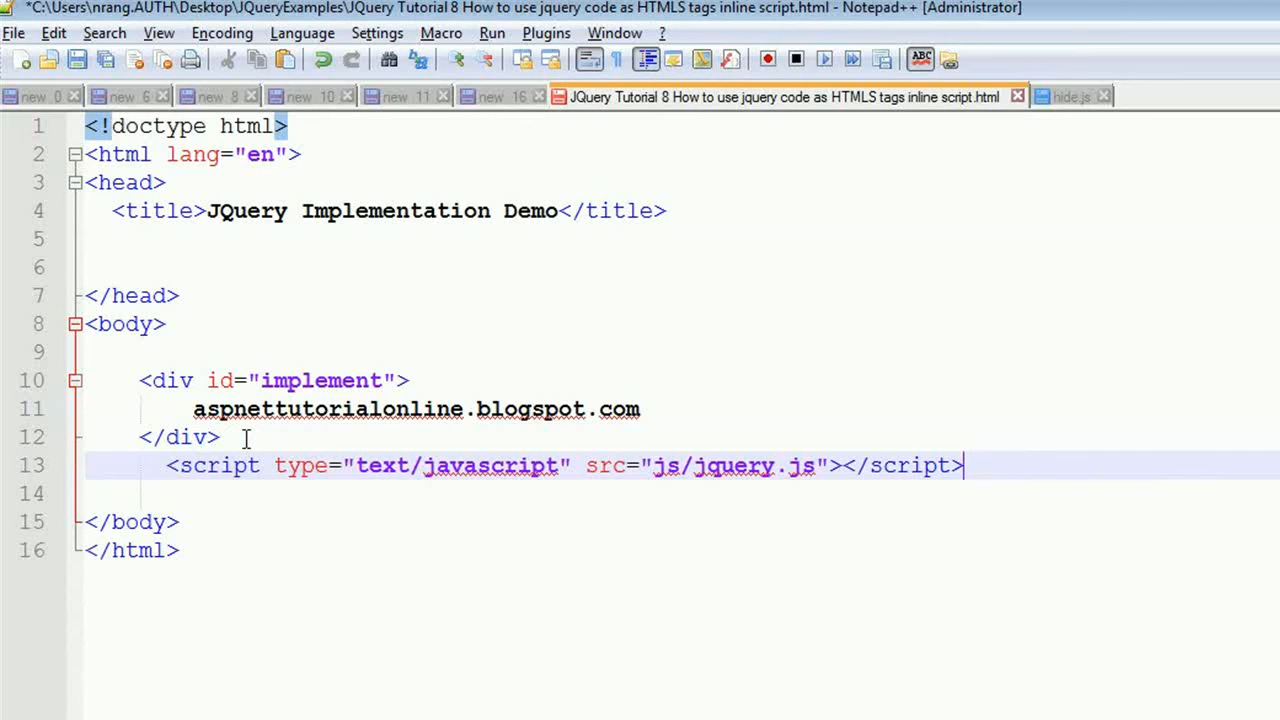 *C:\Users\nrang.AUTH\Desktop\JQueryExamples\JQuery Tutorial 8 How to use jquery code as HTMLS tags inline script.html - Notepad++ [Administrator]
File Edit Search View Encoding Language Settings Macro Run Plugins Window ?
ABC
new 0 new 6 new 8 new 10 new 11 new 16 JQuery Tutorial 8 How to use jquery code as HTMLS tags inline script.html hide.js
1 <!doctype html>
2 <html lang="en">
3 <head>
4 <title>JQuery Implementation Demo</title>
5
6
7 </head>
8 <body>
9
10 <div id="implement">
11 aspnettutorialonline.blogspot.com
12 </div>
13 <script type="text/javascript" src="js/jquery.js"></script>
14
15 </body>
16 </html>